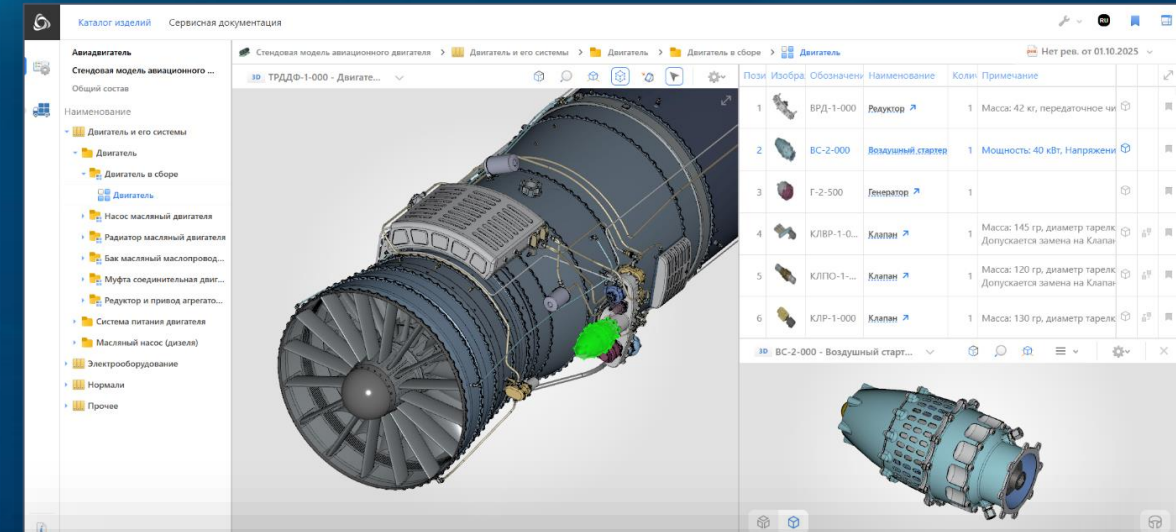 Каталог изделий
Сервисная документация
RU
Авиадвигатель
Стендовая модель авиационного ...
Общий состав
Наименование
Двигатель и его системы
Двигатель
Двигатель в сборе
Двигатель
Насос масляный двигателя
Радиатор масляный двигателя
Бак масляный маслопровод...
Муфта соединительная двиг...
Редуктор и привод агрегато...
Система питания двигателя
Масляный насос (дизеля)
Электрооборудование
Нормали
Прочее
Стендовая модель авиационного двигателя > Двигатель и его системы > Двигатель > Двигатель в сборе > Двигатель
Нет рев. от 01.10.2025
3D ТРДДФ-1-000 - Двигате...
Пози Изобра Обозначени Наименование Колич Примечание
1 ВРД-1-000 Редуктор 1 Масса: 42 кг, передаточное чи
2 ВС-2-000 Воздушный стартер 1 Мощность: 40 кВт, Напряжени
3 Г-2-500 Генератор 1
4 КЛВР-1-0... Клапан 1 Масса: 145 гр, диаметр тарелк
Допускается замена на Клапан
5 КЛПО-1-... Клапан 1 Масса: 120 гр, диаметр тарелк
Допускается замена на Клапан
6 КЛР-1-000 Клапан 1 Масса: 130 гр, диаметр тарелк
3D ВС-2-000 - Воздушный старт...